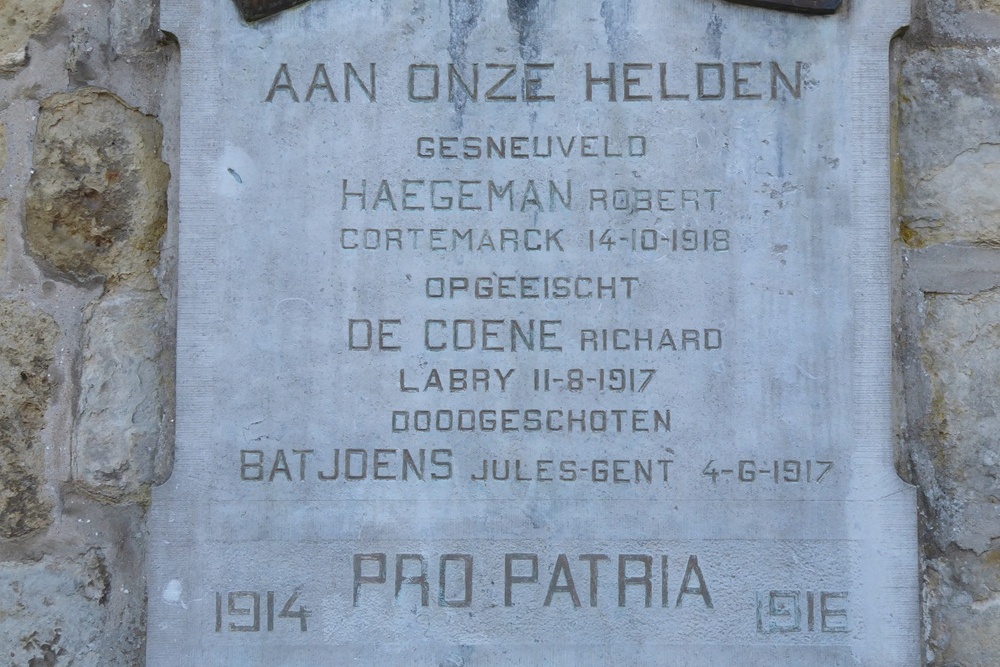 AAN ONZE HELDEN
GESNEUVELD
HAEGEMAN ROBERT
CORTEMARCK 14-10-1918
OPGEEISCHT
DE COENE RICHARD
LABRY 11-8-1917
DOODGESCHOTEN
BATJOENS JULES-GENT 4-6-1917
PRO PATRIA
1914 1918